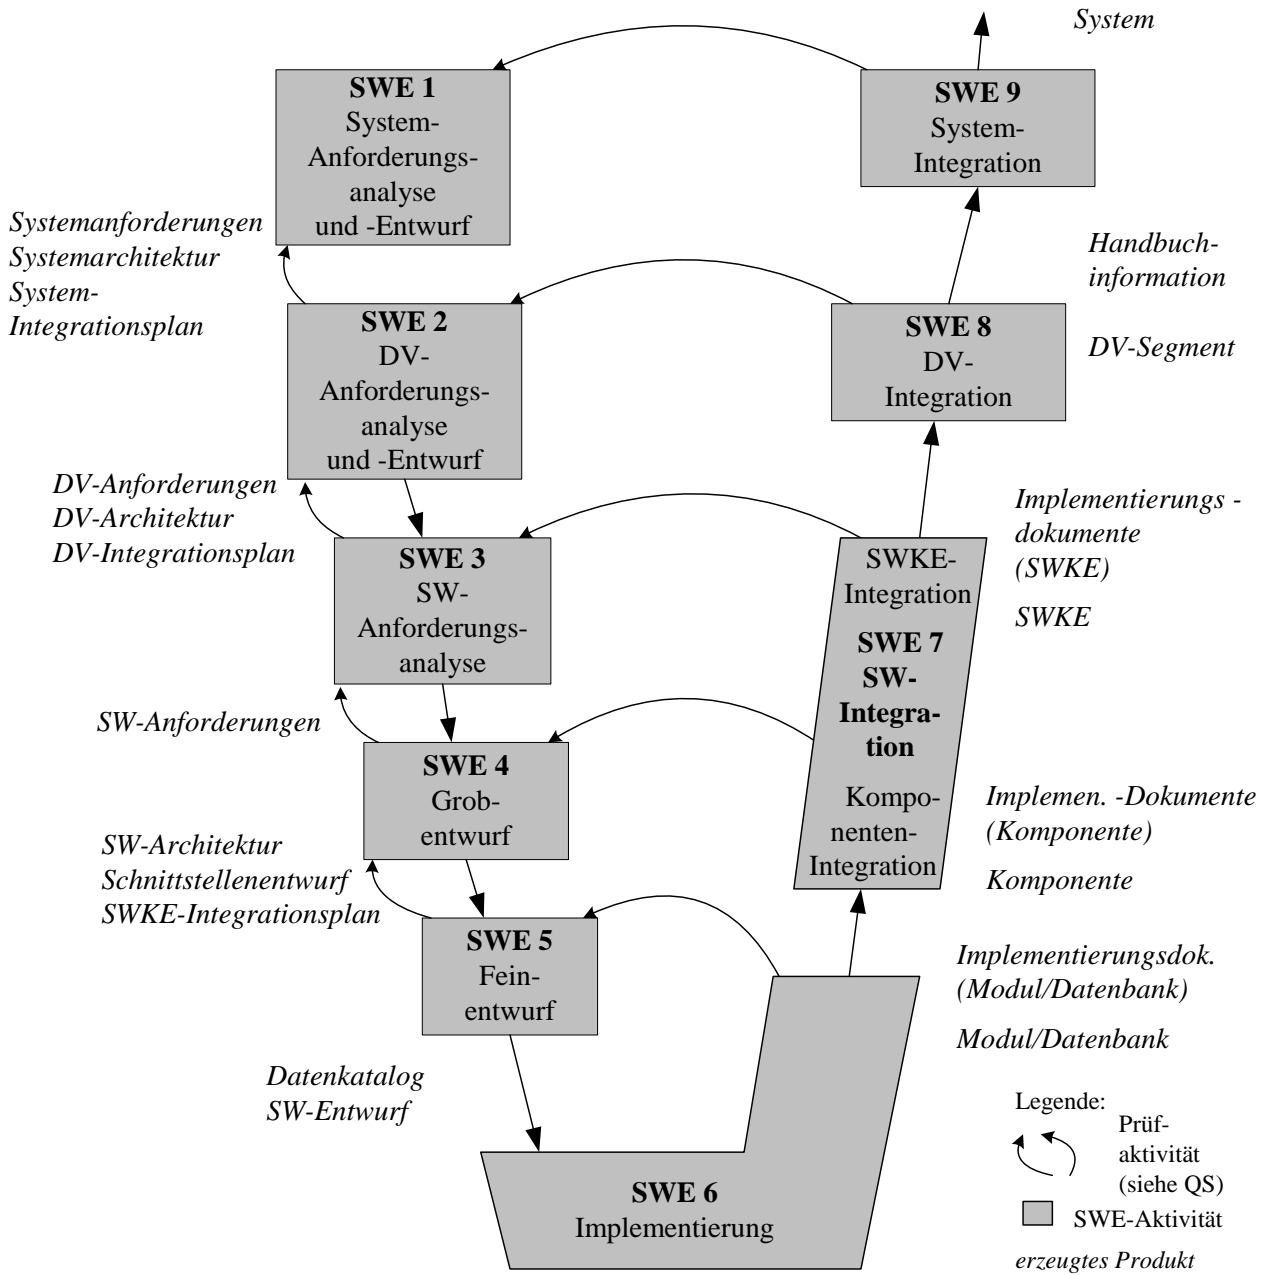 System
SWE 1
System-
Anforderungs-
analyse
und -Entwurf
SWE 9
System-
Integration
Systemanforderungen
Systemarchitektur
System-
Integrationsplan
Handbuch-
information
DV-Segment
SWE 2
DV-
Anforderungs-
analyse
und -Entwurf
SWE 8
DV-
Integration
DV-Anforderungen
DV-Architektur
DV-Integrationsplan
Implementierungs -
dokumente
(SWKE)
SWKE
SWE 3
SW-
Anforderungs-
analyse
SWKE-
Integration
SWE 7
SW-
Integra-
tion
Kompo-
nenten-
Integration
SW-Anforderungen
SWE 4
Grob-
entwurf
Implemen. -Dokumente
(Komponente)
Komponente
SW-Architektur
Schnittstellenentwurf
SWKE-Integrationsplan
SWE 5
Fein-
entwurf
Implementierungsdok.
(Modul/Datenbank)
Modul/Datenbank
Datenkatalog
SW-Entwurf
SWE 6
Implementierung
Legende:
Prüf-
aktivität
(siehe QS)
SWE-Aktivität
erzeugtes Produkt